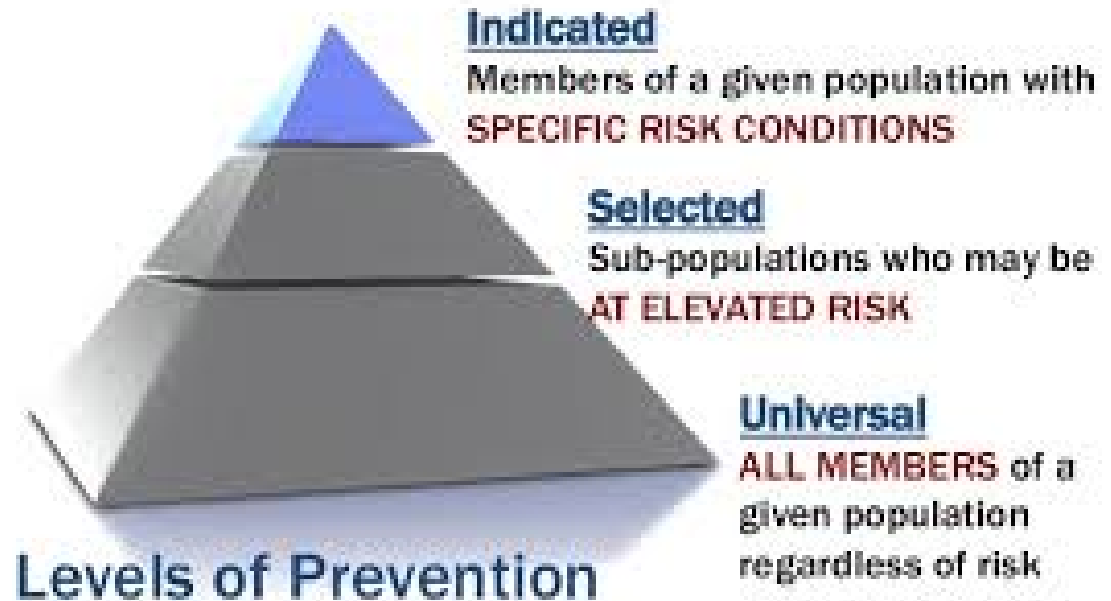 Indicated
Members of a given population with
SPECIFIC RISK CONDITIONS
Selected
Sub-populations who may be
AT ELEVATED RISK
Universal
ALL MEMBERS of a
given population
regardless of risk
Levels of Prevention